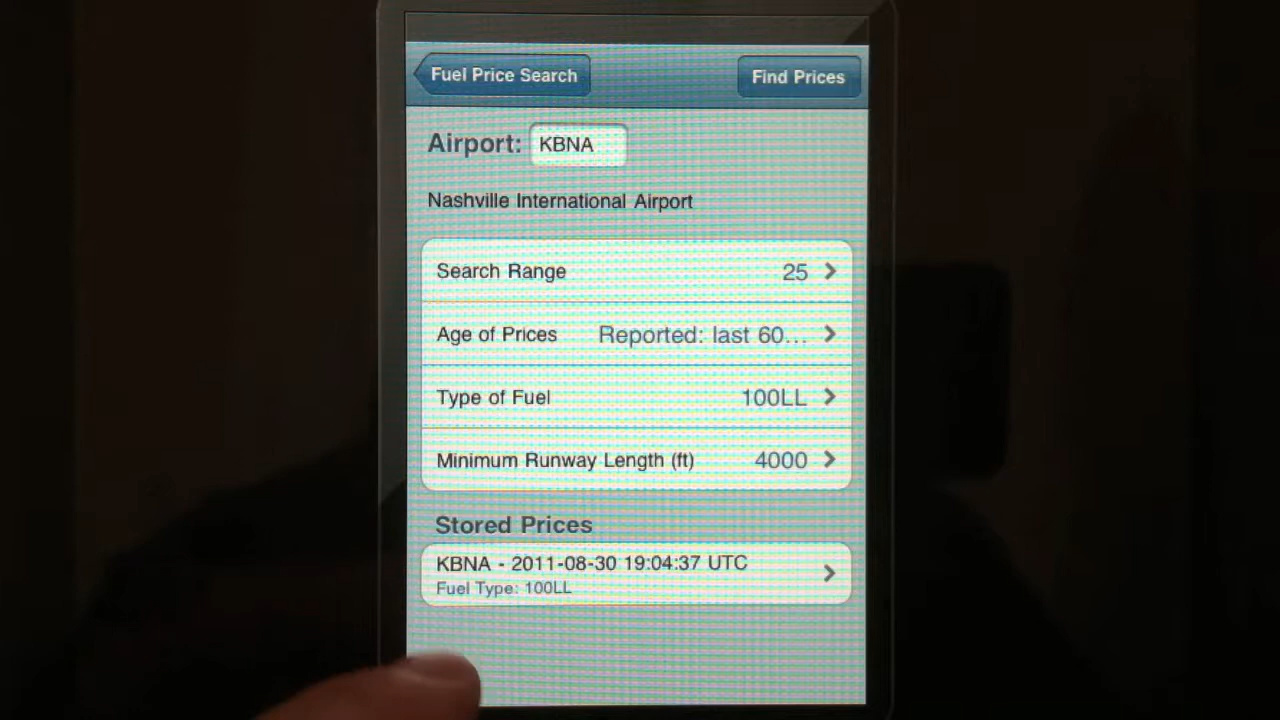 Fuel Price Search
Find Prices
Airport: KBNA
Nashville International Airport
Search Range 25
Age of Prices Reported: last 60...
Type of Fuel 100LL
Minimum Runway Length (ft) 4000
Stored Prices
KBNA - 2011-08-30 19:04:37 UTC
Fuel Type: 100LL